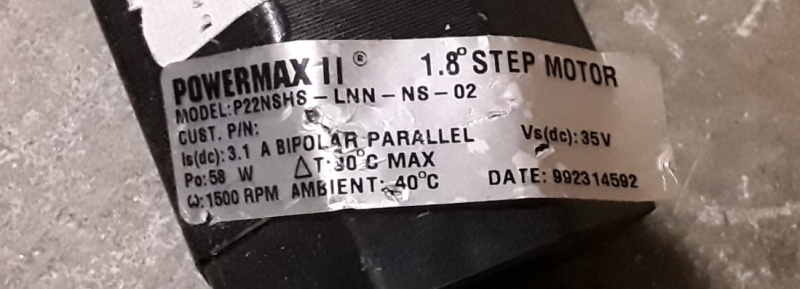 POWERMAX II ® 1.8° STEP MOTOR
MODEL: P22NSHS-LNN-NS-02
CUST. P/N:
Is(dc): 3.1 A BIPOLAR PARALLEL Vs(dc): 35V
Po: 58 W ΔT: 90°C MAX
ω: 1500 RPM AMBIENT: 40°C DATE: 992314592